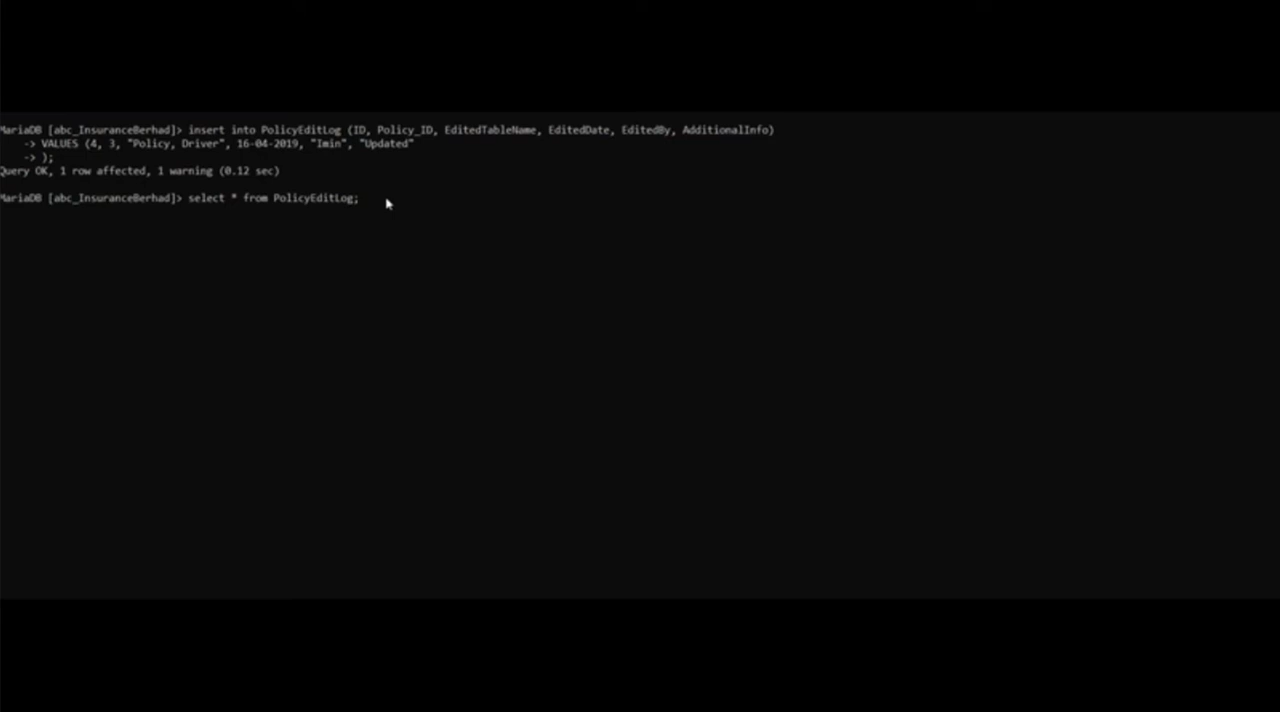 MariaDB [abc_InsuranceBerhad]> insert into PolicyEditLog (ID, Policy_ID, EditedTableName, EditedDate, EditedBy, AdditionalInfo)
-> VALUES (4, 3, "Policy, Driver", 16-04-2019, "Imin", "Updated"
-> );
Query OK, 1 row affected, 1 warning (0.12 sec)
MariaDB [abc_InsuranceBerhad]> select * from PolicyEditLog;